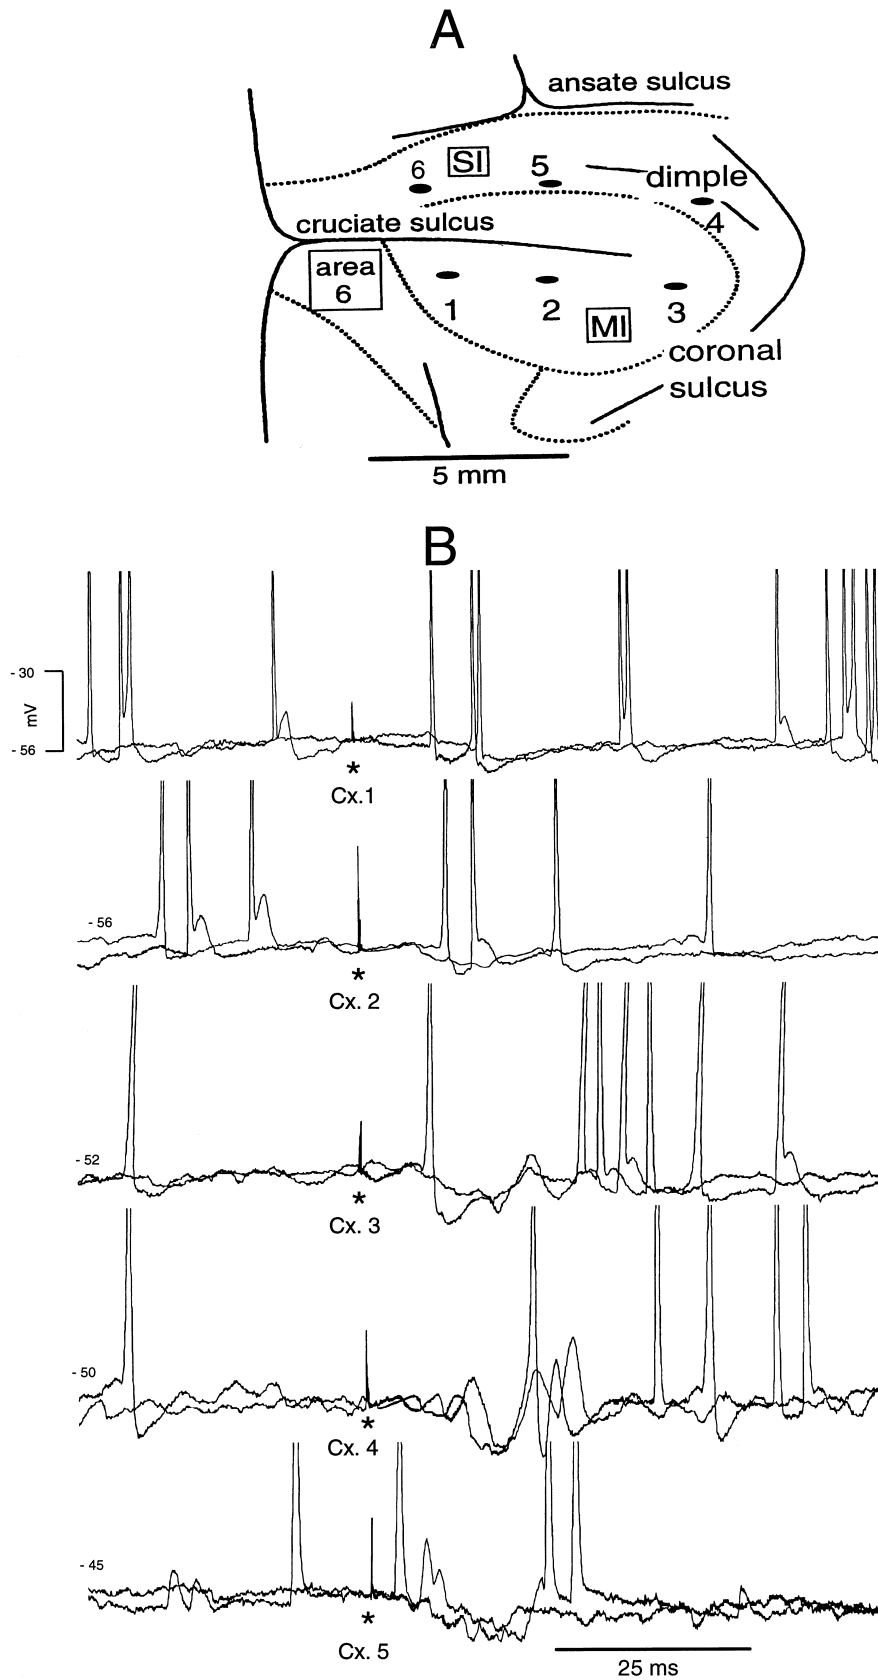 A
ansate sulcus
6
SI
5
dimple
4
cruciate sulcus
area
6
1
2
3
MI
coronal
sulcus
5 mm
B
- 30
mV
- 56
*
Cx.1
- 56
*
Cx. 2
- 52
*
Cx. 3
- 50
*
Cx. 4
- 45
*
Cx. 5
25 ms